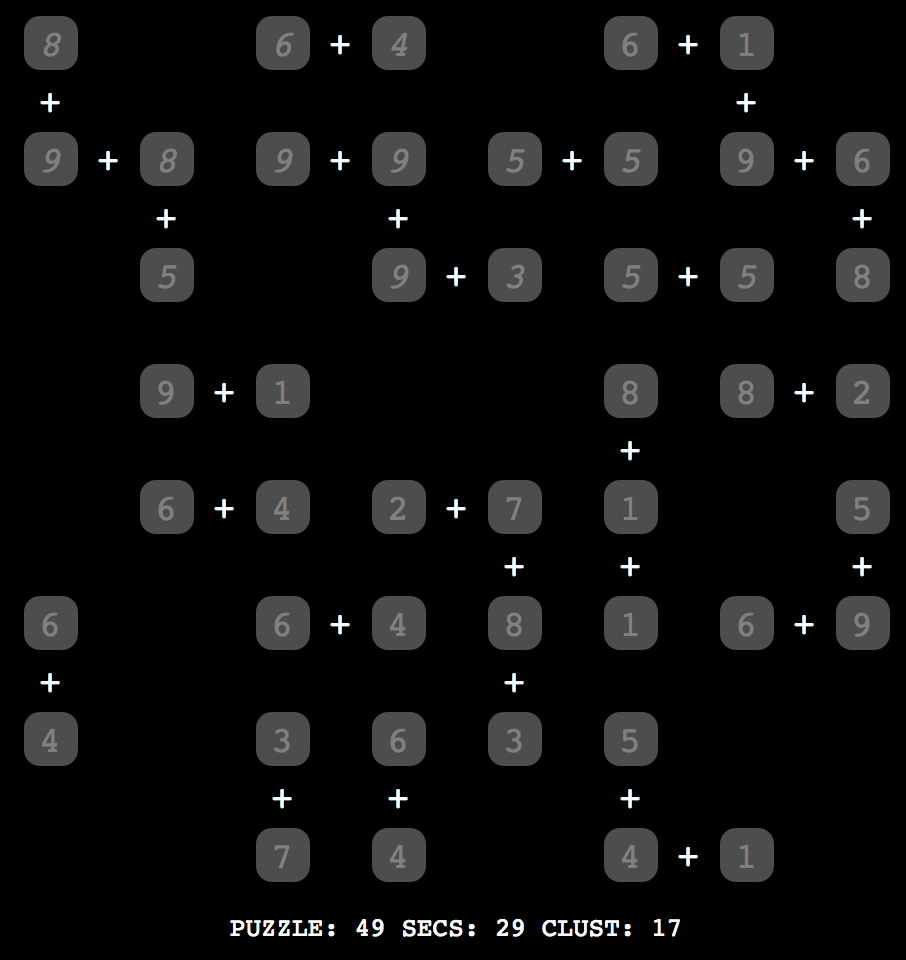 8 6 + 4 6 + 1
+ +
9 + 8 9 + 9 5 + 5 9 + 6
+ + +
5 9 + 3 5 + 5 8
9 + 1 8 8 + 2
+
6 + 4 2 + 7 1 5
+ + +
6 6 + 4 8 1 6 + 9
+ +
4 3 6 3 5
+ + +
7 4 4 + 1
PUZZLE: 49 SECS: 29 CLUST: 17